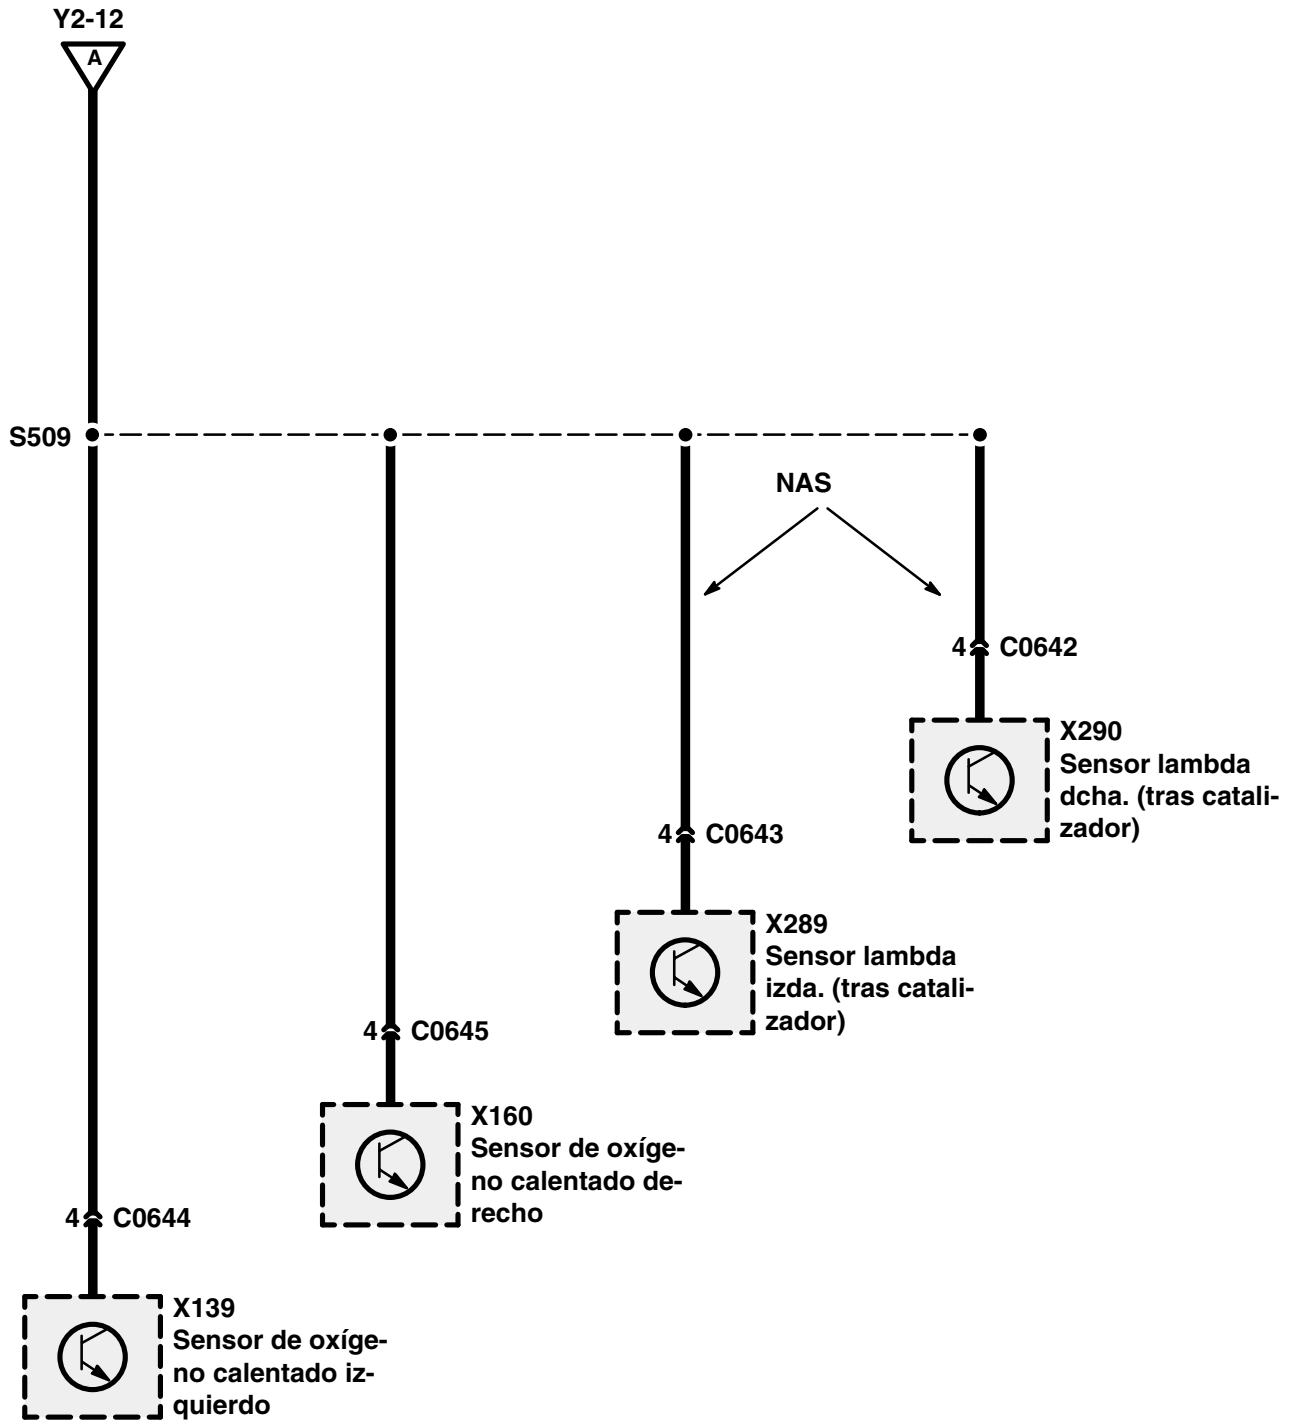 Y2-12
A
S509
NAS
4 C0642
X290
Sensor lambda
dcha. (tras catali-
zador)
4 C0643
X289
Sensor lambda
izda. (tras catali-
zador)
4 C0645
X160
Sensor de oxíge-
no calentado de-
recho
4 C0644
X139
Sensor de oxíge-
no calentado iz-
quierdo